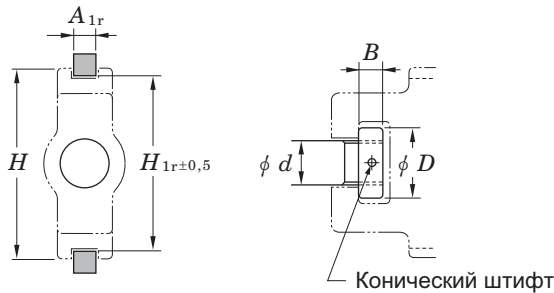 A1r
B
H
H1r±0,5
φ d
φ D
Конический штифт